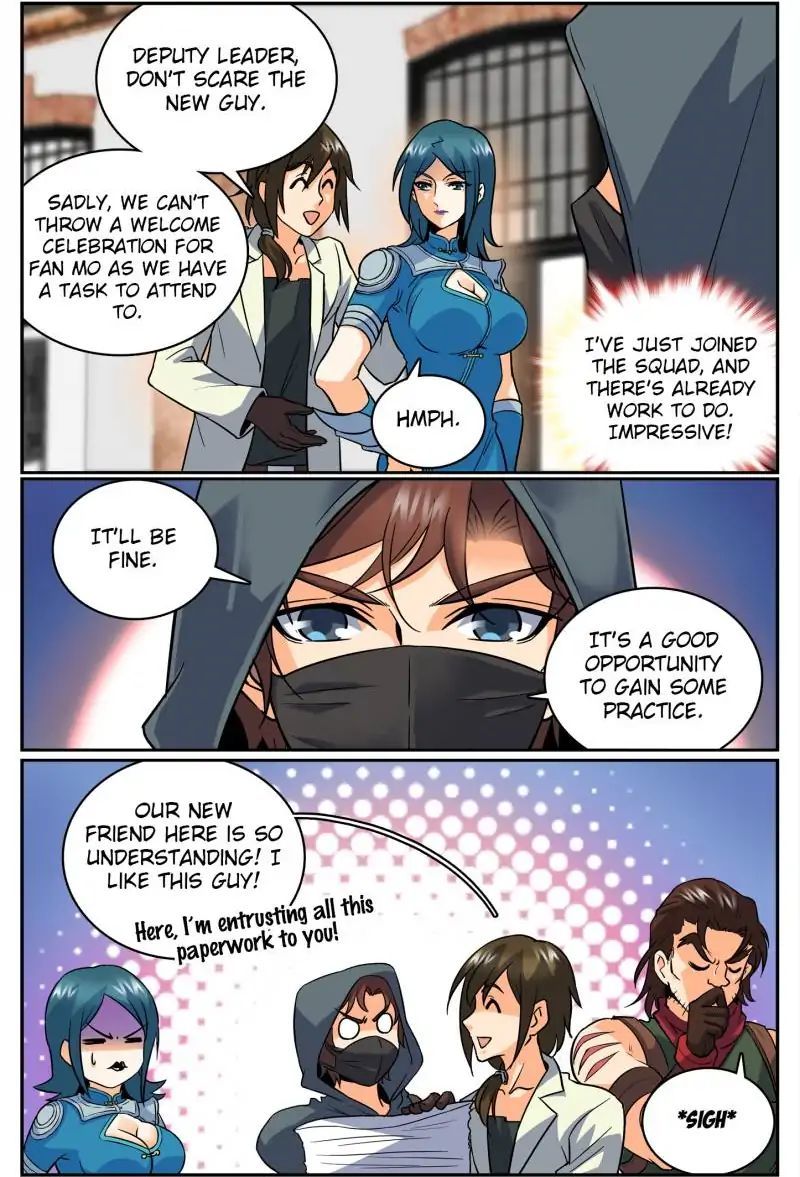 DEPUTY LEADER,
DON'T SCARE THE
NEW GUY.
SADLY, WE CAN'T
THROW A WELCOME
CELEBRATION FOR
FAN MO AS WE HAVE
A TASK TO ATTEND
TO.
HMPH.
I'VE JUST JOINED
THE SQUAD, AND
THERE'S ALREADY
WORK TO DO.
IMPRESSIVE!
IT'LL BE
FINE.
IT'S A GOOD
OPPORTUNITY
TO GAIN SOME
PRACTICE.
OUR NEW
FRIEND HERE IS SO
UNDERSTANDING! I
LIKE THIS GUY!
Here, I'm entrusting all this
paperwork to you!
*SIGH*